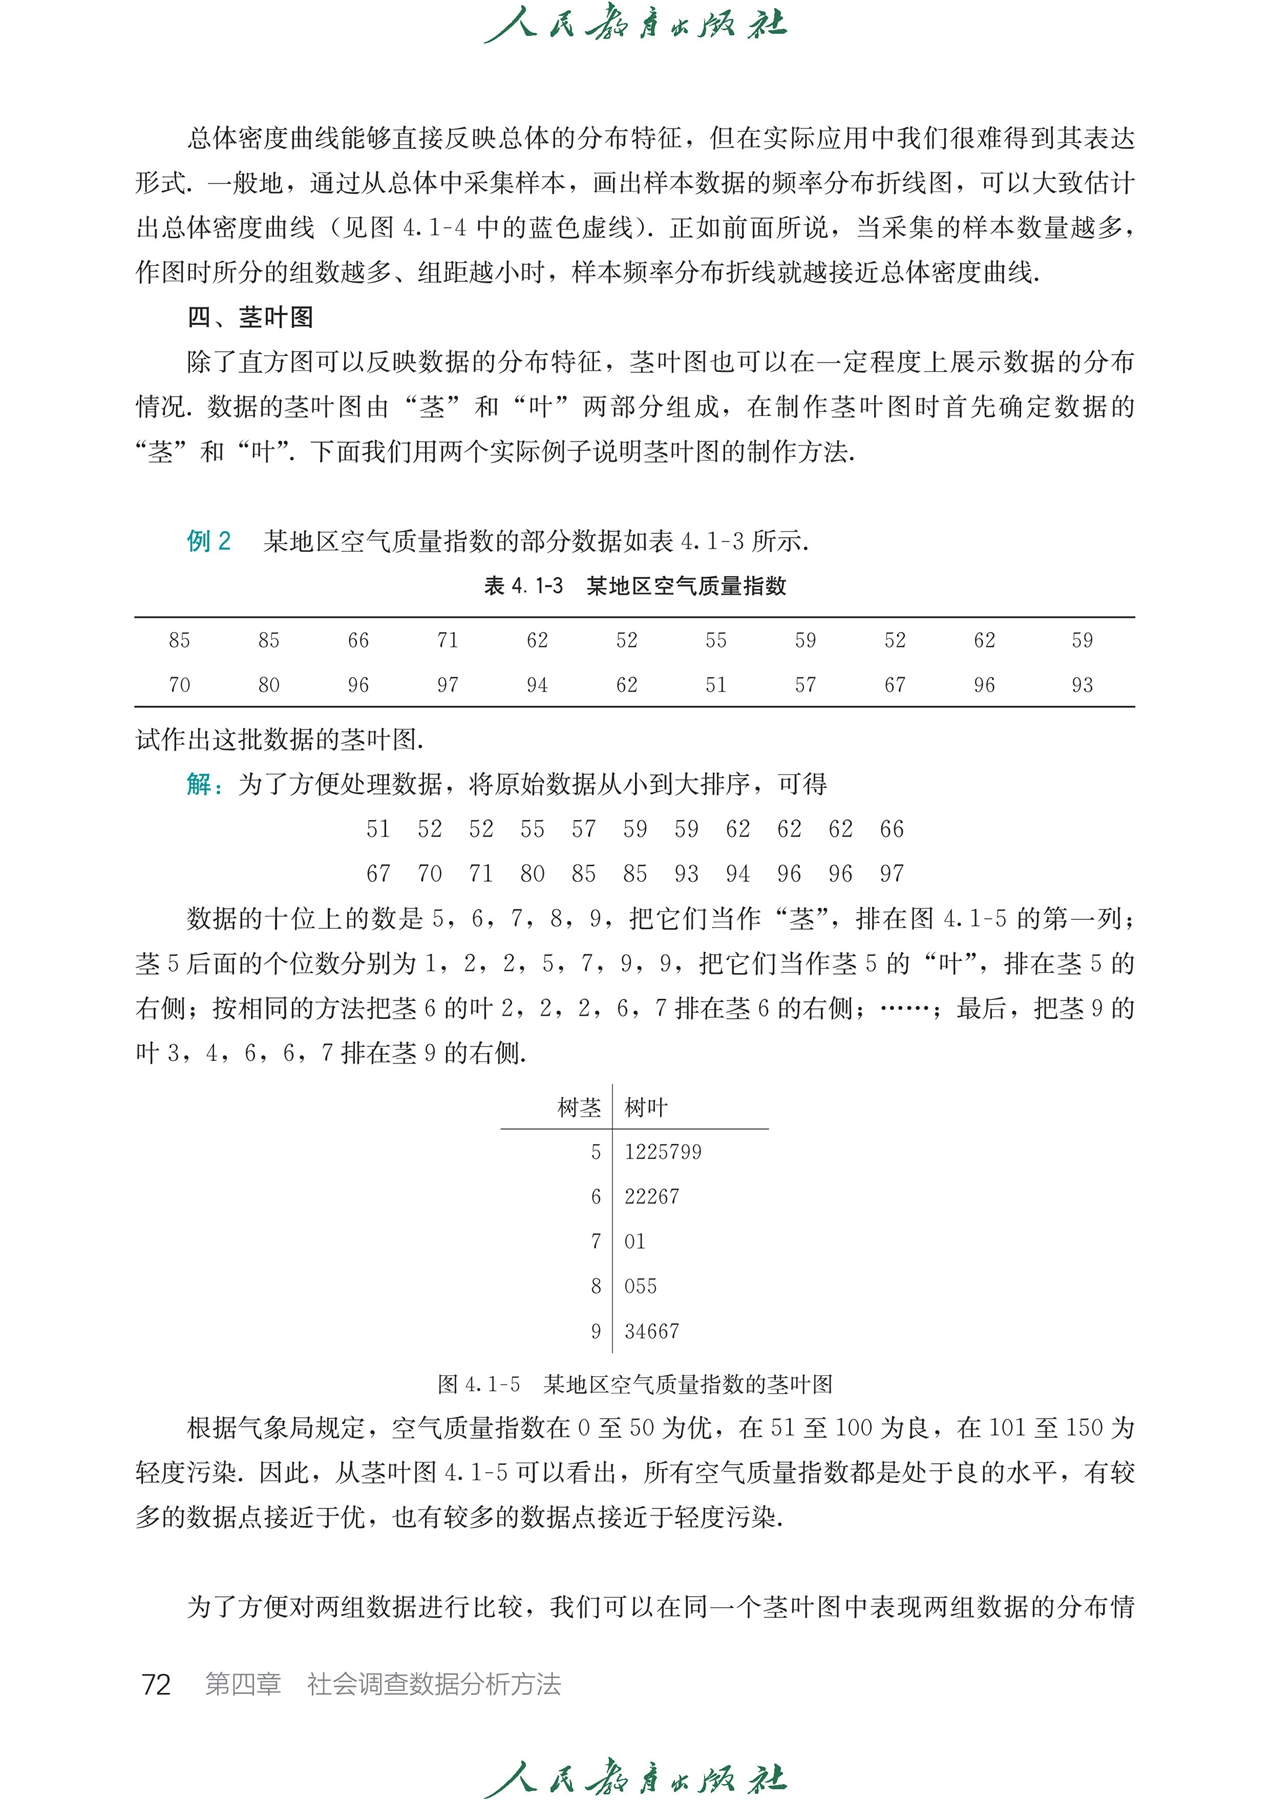 人民教育出版社
总体密度曲线能够直接反映总体的分布特征，但在实际应用中我们很难得到其表达
形式. 一般地，通过从总体中采集样本，画出样本数据的频率分布折线图，可以大致估计
出总体密度曲线（见图 4.1-4 中的蓝色虚线）. 正如前面所说，当采集的样本数量越多，
作图时所分的组数越多、组距越小时，样本频率分布折线就越接近总体密度曲线.
四、茎叶图
除了直方图可以反映数据的分布特征，茎叶图也可以在一定程度上展示数据的分布
情况. 数据的茎叶图由“茎”和“叶”两部分组成，在制作茎叶图时首先确定数据的
“茎”和“叶”. 下面我们用两个实际例子说明茎叶图的制作方法.
例 2 某地区空气质量指数的部分数据如表 4.1-3 所示.
表 4.1-3 某地区空气质量指数
85 85 66 71 62 52 55 59 52 62 59
70 80 96 97 94 62 51 57 67 96 93
试作出这批数据的茎叶图.
解：为了方便处理数据，将原始数据从小到大排序，可得
51 52 52 55 57 59 59 62 62 62 66
67 70 71 80 85 85 93 94 96 96 97
数据的十位上的数是 5，6，7，8，9，把它们当作“茎”，排在图 4.1-5 的第一列；
茎 5 后面的个位数分别为 1，2，2，5，7，9，9，把它们当作茎 5 的“叶”，排在茎 5 的
右侧；按相同的方法把茎 6 的叶 2，2，2，6，7 排在茎 6 的右侧；……；最后，把茎 9 的
叶 3，4，6，6，7 排在茎 9 的右侧.
树茎 树叶
5 1225799
6 22267
7 01
8 055
9 34667
图 4.1-5 某地区空气质量指数的茎叶图
根据气象局规定，空气质量指数在 0 至 50 为优，在 51 至 100 为良，在 101 至 150 为
轻度污染. 因此，从茎叶图 4.1-5 可以看出，所有空气质量指数都是处于良的水平，有较
多的数据点接近于优，也有较多的数据点接近于轻度污染.
为了方便对两组数据进行比较，我们可以在同一个茎叶图中表现两组数据的分布情
72 第四章 社会调查数据分析方法
人民教育出版社